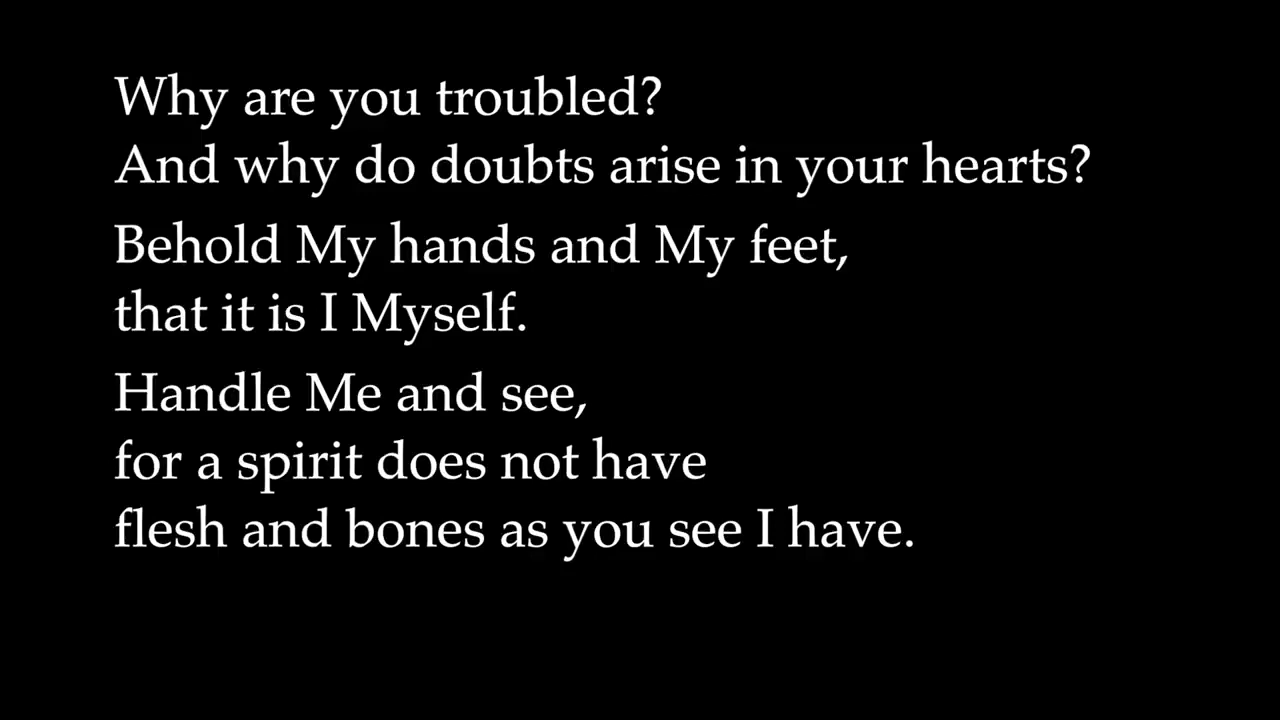 Why are you troubled?
And why do doubts arise in your hearts?
Behold My hands and My feet,
that it is I Myself.
Handle Me and see,
for a spirit does not have
flesh and bones as you see I have.